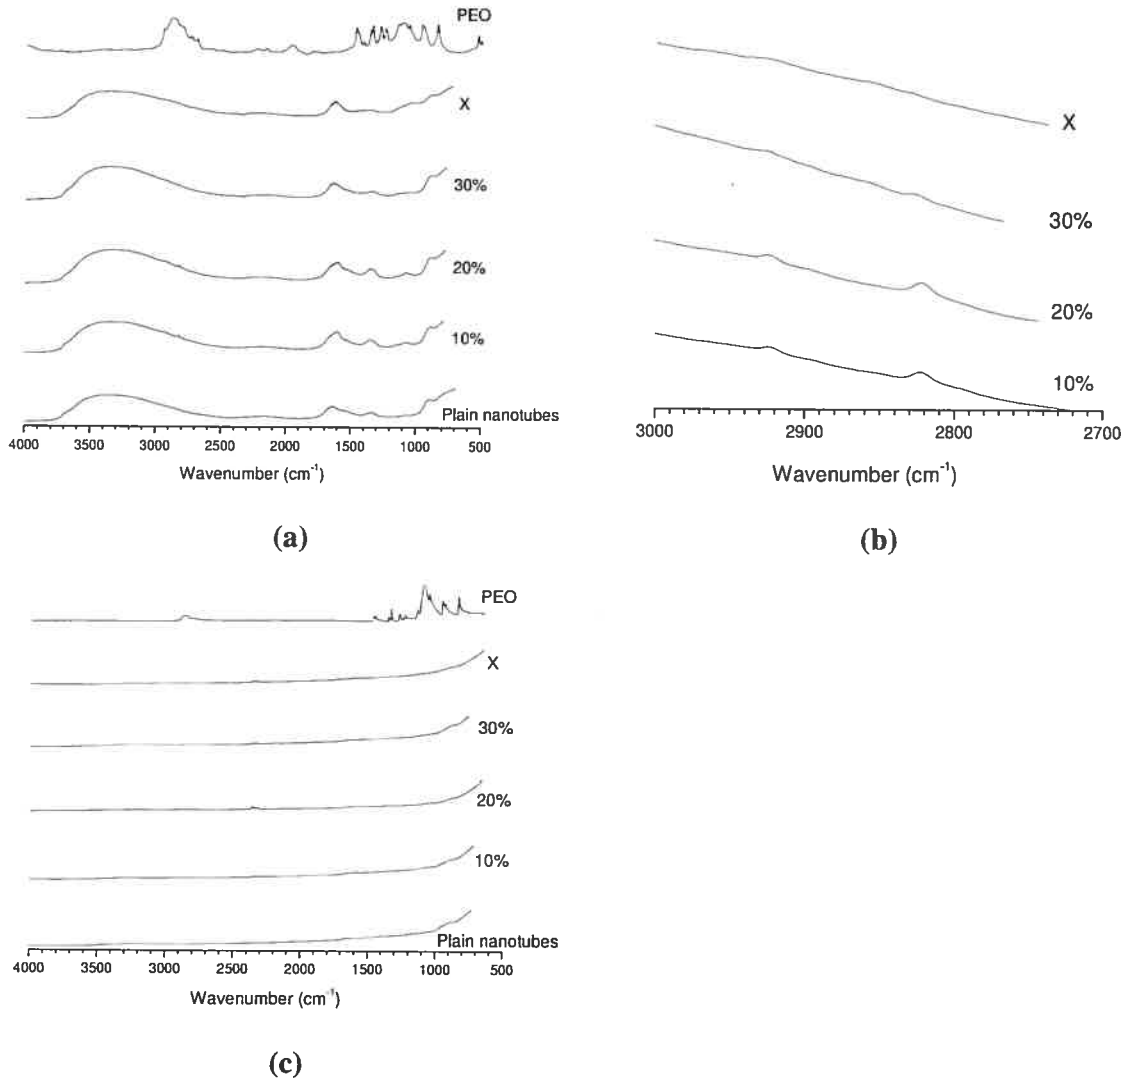 PEO
X
30%
20%
10%
Plain nanotubes
4000 3500 3000 2500 2000 1500 1000 500
Wavenumber (cm⁻¹)
(a)
X
30%
20%
10%
3000 2900 2800 2700
Wavenumber (cm⁻¹)
(b)
PEO
X
30%
20%
10%
Plain nanotubes
4000 3500 3000 2500 2000 1500 1000 500
Wavenumber (cm⁻¹)
(c)